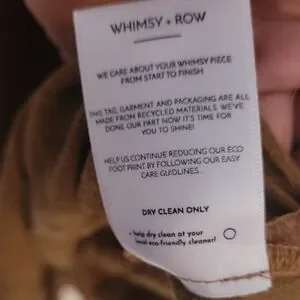 WHIMSY + ROW
WE CARE ABOUT YOUR WHIMSY PIECE
FROM START TO FINISH
THIS TAG, GARMENT AND PACKAGING ARE ALL
MADE FROM RECYCLED MATERIALS. WE'VE
DONE OUR PART NOW IT'S TIME FOR
YOU TO SHINE!
HELP US CONTINUE REDUCING OUR ECO
FOOT PRINT BY FOLLOWING OUR EASY
CARE GUIDLINES...
DRY CLEAN ONLY
- help dry clean at your
local eco-friendly cleaner!